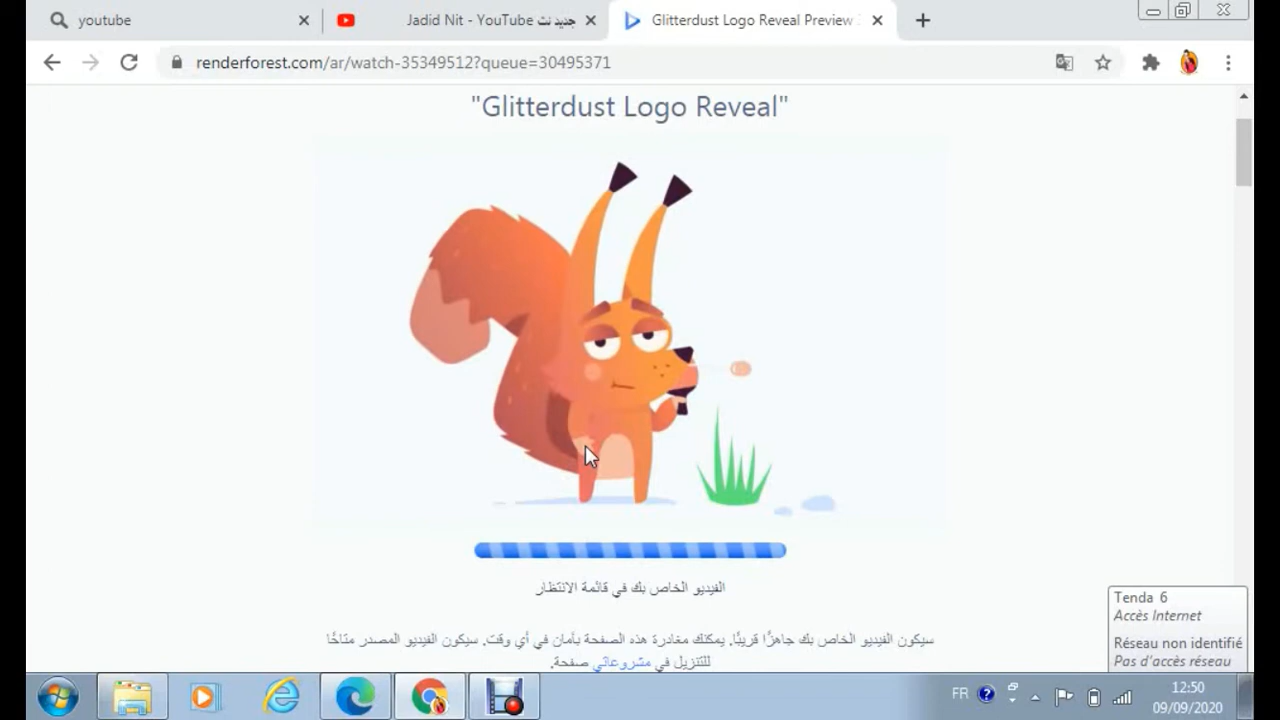 youtube
Jadid Nit - YouTube جديد نت
Glitterdust Logo Reveal Preview
renderforest.com/ar/watch-35349512?queue=30495371
"Glitterdust Logo Reveal"
الفيديو الخاص بك في قائمة الانتظار
سيكون الفيديو الخاص بك جاهزًا قريبًا. يمكنك مغادرة هذه الصفحة بأمان في أي وقت. سيكون الفيديو المصدر متاحًا
للتنزيل في مشروعاتي صفحة.
Tenda 6
Accès Internet
Réseau non identifié
Pas d'accès réseau
FR
12:50
09/09/2020